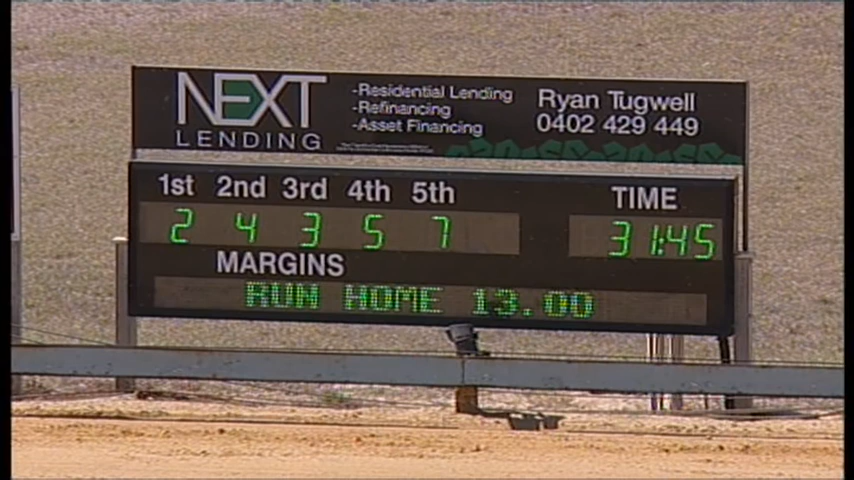 NEXT
LENDING
-Residential Lending
-Refinancing
-Asset Financing
Ryan Tugwell
0402 429 449
1st 2nd 3rd 4th 5th TIME
2 4 3 5 7 31:45
MARGINS
RUN HOME 13.00